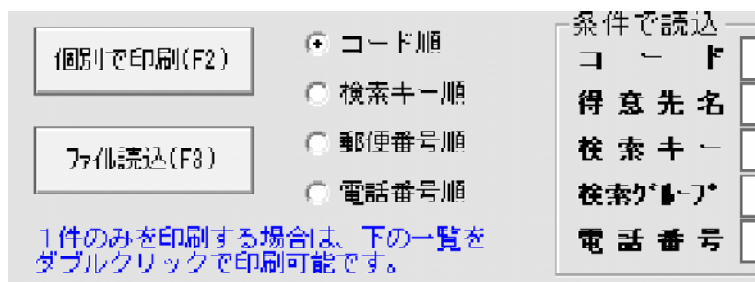 個別で印刷(F2)
ファイル読込(F3)
コード順
検索キー順
郵便番号順
電話番号順
1件のみを印刷する場合は、下の一覧を
ダブルクリックで印刷可能です。
条件で読込
コード
得意先名
検索キー
検索グループ
電話番号